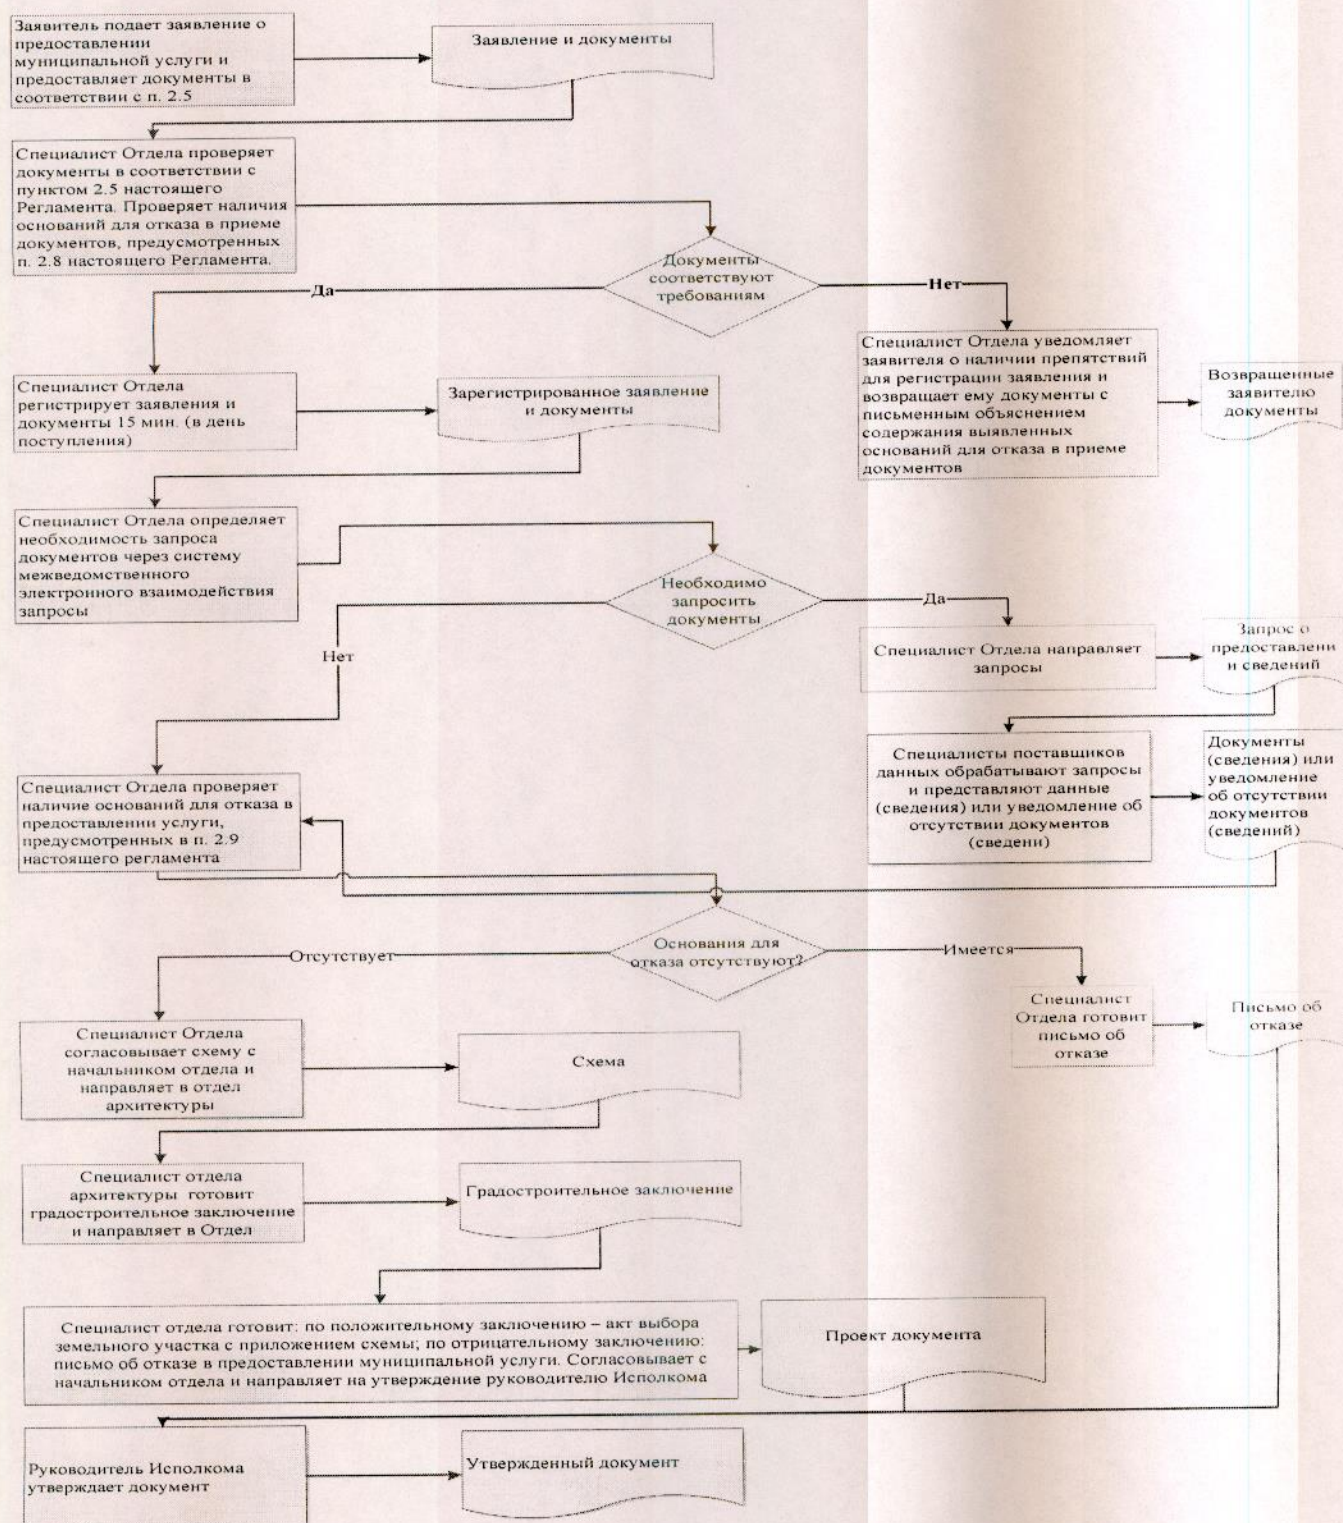 Заявитель подает заявление о
предоставлении
муниципальной услуги и
предоставляет документы в
соответствии с п. 2.5
Заявление и документы
Специалист Отдела проверяет
документы в соответствии с
пунктом 2.5 настоящего
Регламента. Проверяет наличия
оснований для отказа в приеме
документов, предусмотренных
п. 2.8 настоящего Регламента.
Документы
соответствуют
требованиям
Да
Нет
Специалист Отдела уведомляет
заявителя о наличии препятствий
для регистрации заявления и
возвращает ему документы с
письменным объяснением
содержания выявленных
оснований для отказа в приеме
документов
Возвращенные
заявителю
документы
Специалист Отдела
регистрирует заявления и
документы 15 мин. (в день
поступления)
Зарегистрированное заявление
и документы
Специалист Отдела определяет
необходимость запроса
документов через систему
межведомственного
электронного взаимодействия
запросы
Необходимо
запросить
документы
Да
Нет
Специалист Отдела направляет
запросы
Запрос о
предоставлени
и сведений
Специалисты поставщиков
данных обрабатывают запросы
и представляют данные
(сведения) или уведомление об
отсутствии документов
(сведени)
Документы
(сведения) или
уведомление
об отсутствии
документов
(сведений)
Специалист Отдела проверяет
наличие оснований для отказа в
предоставлении услуги,
предусмотренных в п. 2.9
настоящего регламента
Основания для
отказа отсутствуют?
Отсутствует
Имеется
Специалист
Отдела готовит
письмо об
отказе
Письмо об
отказе
Специалист Отдела
согласовывает схему с
начальником отдела и
направляет в отдел
архитектуры
Схема
Специалист отдела
архитектуры готовит
градостроительное заключение
и направляет в Отдел
Градостроительное заключение
Специалист отдела готовит: по положительному заключению – акт выбора
земельного участка с приложением схемы; по отрицательному заключению:
письмо об отказе в предоставлении муниципальной услуги. Согласовывает с
начальником отдела и направляет на утверждение руководителю Исполкома
Проект документа
Руководитель Исполкома
утверждает документ
Утвержденный документ